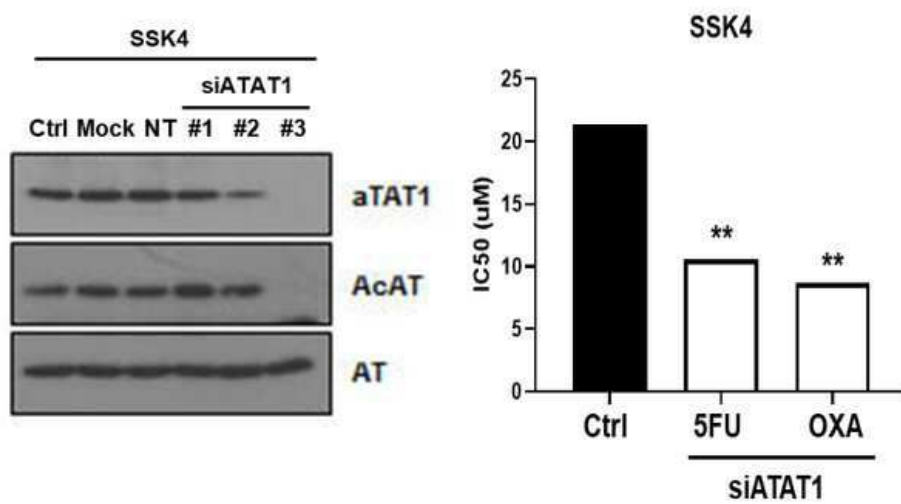 SSK4
siATAT1
Ctrl Mock NT #1 #2 #3
aTAT1
AcAT
AT
SSK4
IC50 (uM)
25
20
15
10
5
0
**
**
Ctrl 5FU OXA
siATAT1